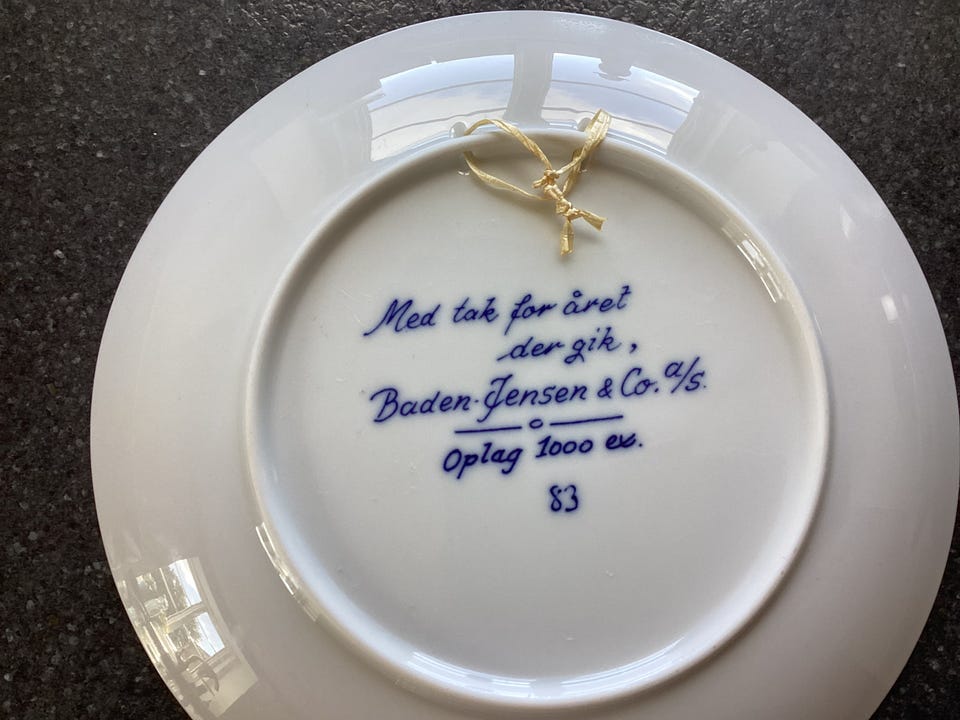 Med tak for året
der gik,
Baden-Jensen & Co. a/s.
Oplag 1000 ex.
83